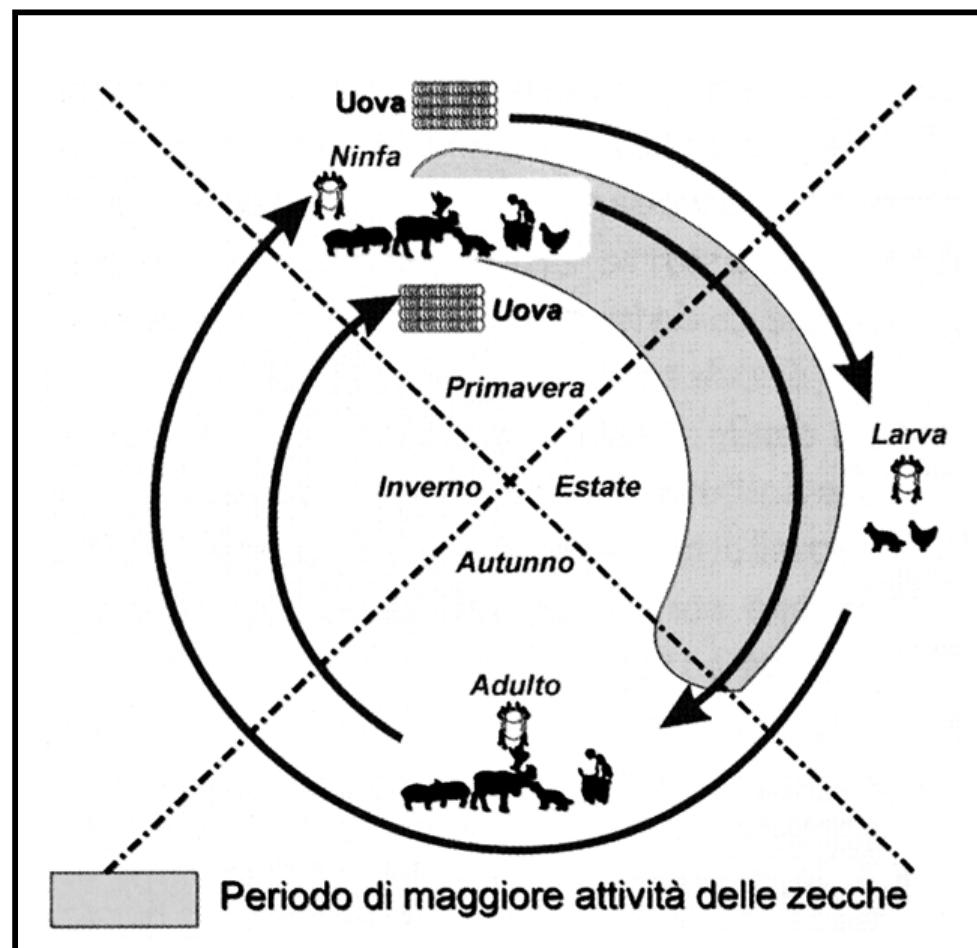 Uova
Ninfa
Uova
Primavera
Larva
Inverno
Estate
Autunno
Adulto
Periodo di maggiore attività delle zecche